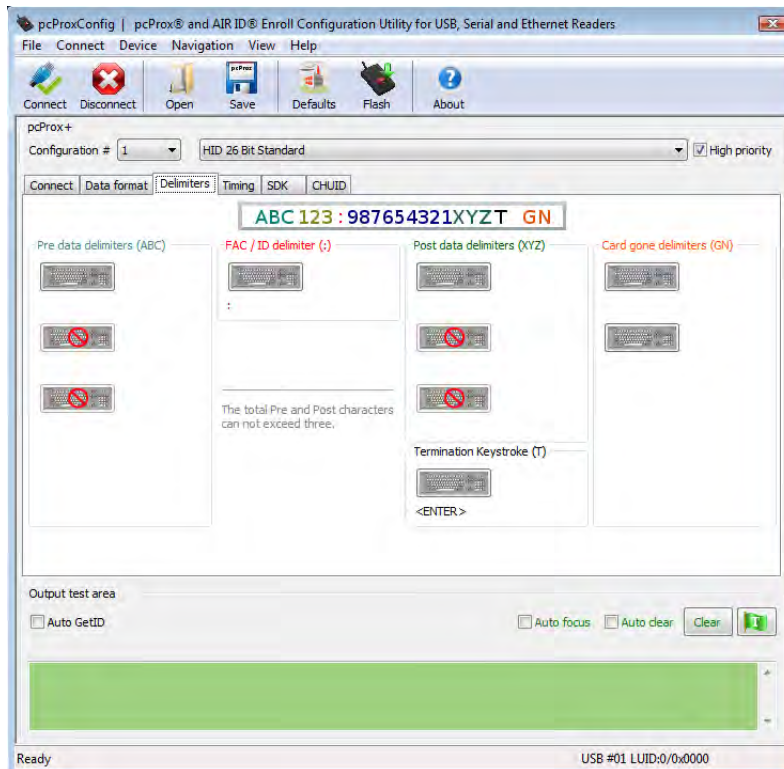 pcProxConfig | pcProx® and AIR ID® Enroll Configuration Utility for USB, Serial and Ethernet Readers
File Connect Device Navigation View Help
pcProx
Connect Disconnect Open Save Defaults Flash About
pcProx+
Configuration # 1 HID 26 Bit Standard High priority
Connect Data format Delimiters Timing SDK CHUID
ABC123:987654321XYZT GN
Pre data delimiters (ABC) FAC / ID delimiter (:) Post data delimiters (XYZ) Card gone delimiters (GN)
:
The total Pre and Post characters
can not exceed three.
Termination Keystroke (T)
<ENTER>
Output test area
Auto GetID Auto focus Auto clear Clear
Ready USB #01 LUID:0/0x0000